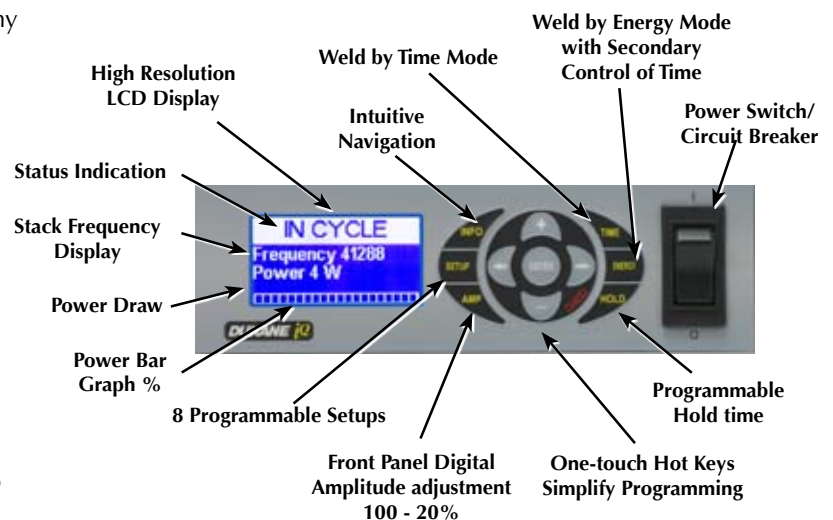 ny
Weld by Energy Mode
with Secondary
Control of Time
Weld by Time Mode
High Resolution
LCD Display
Intuitive
Navigation
Power Switch/
Circuit Breaker
Status Indication
Stack Frequency
Display
Power Draw
Power Bar
Graph %
IN CYCLE
Frequency 41288
Power 4 W
DUKANE iQ
INFO
SETUP
AMP
+
ENTER
−
TIME
ENERGY
HOLD
I
O
8 Programmable Setups
Programmable
Hold time
Front Panel Digital
Amplitude adjustment
100 - 20%
One-touch Hot Keys
Simplify Programming